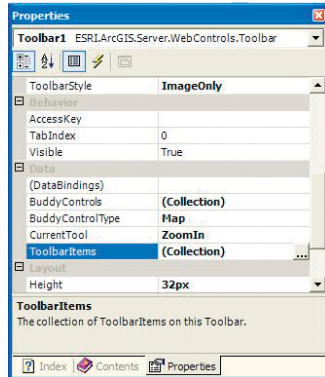 Properties
Toolbar1 ESRI.ArcGIS.Server.WebControls.Toolbar
ToolbarStyle ImageOnly
Behavior
AccessKey
TabIndex 0
Visible True
Data
(DataBindings)
BuddyControls (Collection)
BuddyControlType Map
CurrentTool ZoomIn
ToolbarItems (Collection) ...
Layout
Height 32px
ToolbarItems
The collection of ToolbarItems on this Toolbar.
Index Contents Properties